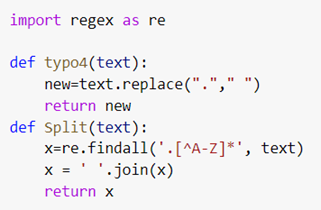 import regex as re
def typo4(text):
    new=text.replace("."," ")
    return new
def Split(text):
    x=re.findall('.[^A-Z]*', text)
    x = ' '.join(x)
    return x